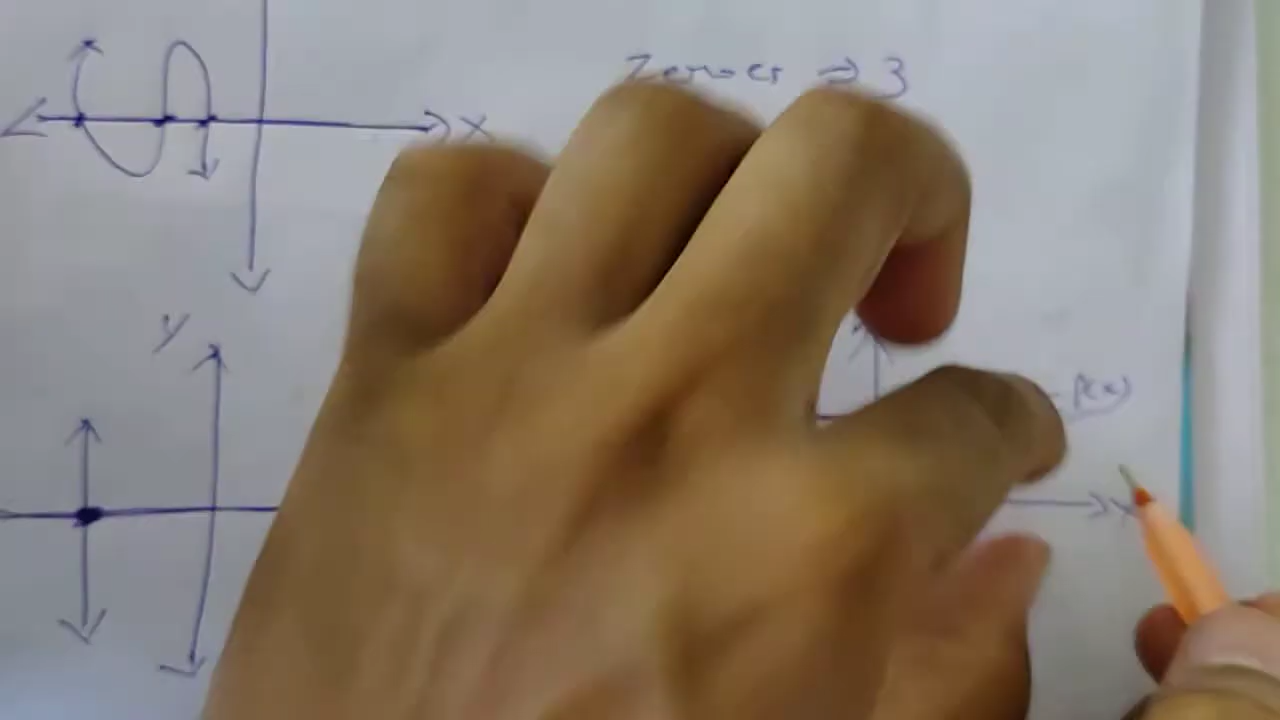 Zeroes ⇒ 3
X
y
p(x)